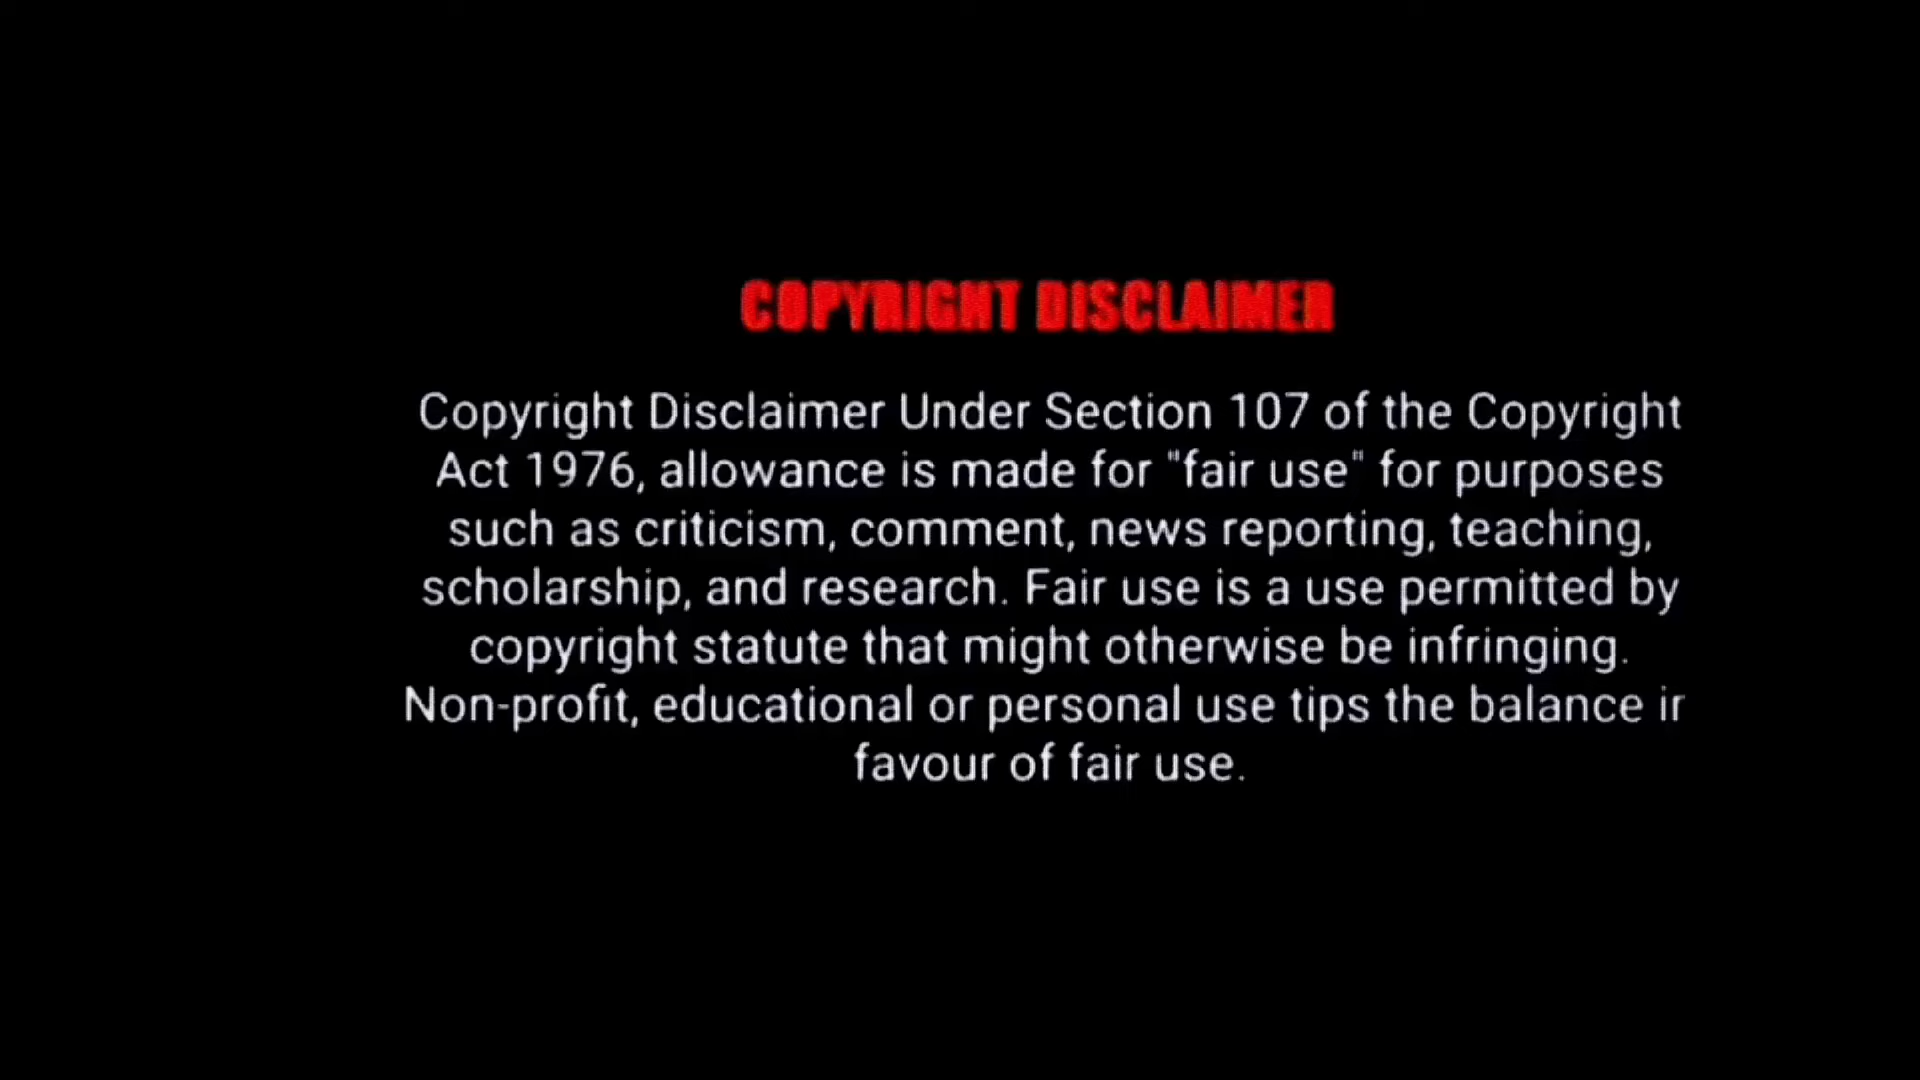 COPYRIGHT DISCLAIMER
Copyright Disclaimer Under Section 107 of the Copyright
Act 1976, allowance is made for "fair use" for purposes
such as criticism, comment, news reporting, teaching,
scholarship, and research. Fair use is a use permitted by
copyright statute that might otherwise be infringing.
Non-profit, educational or personal use tips the balance in
favour of fair use.